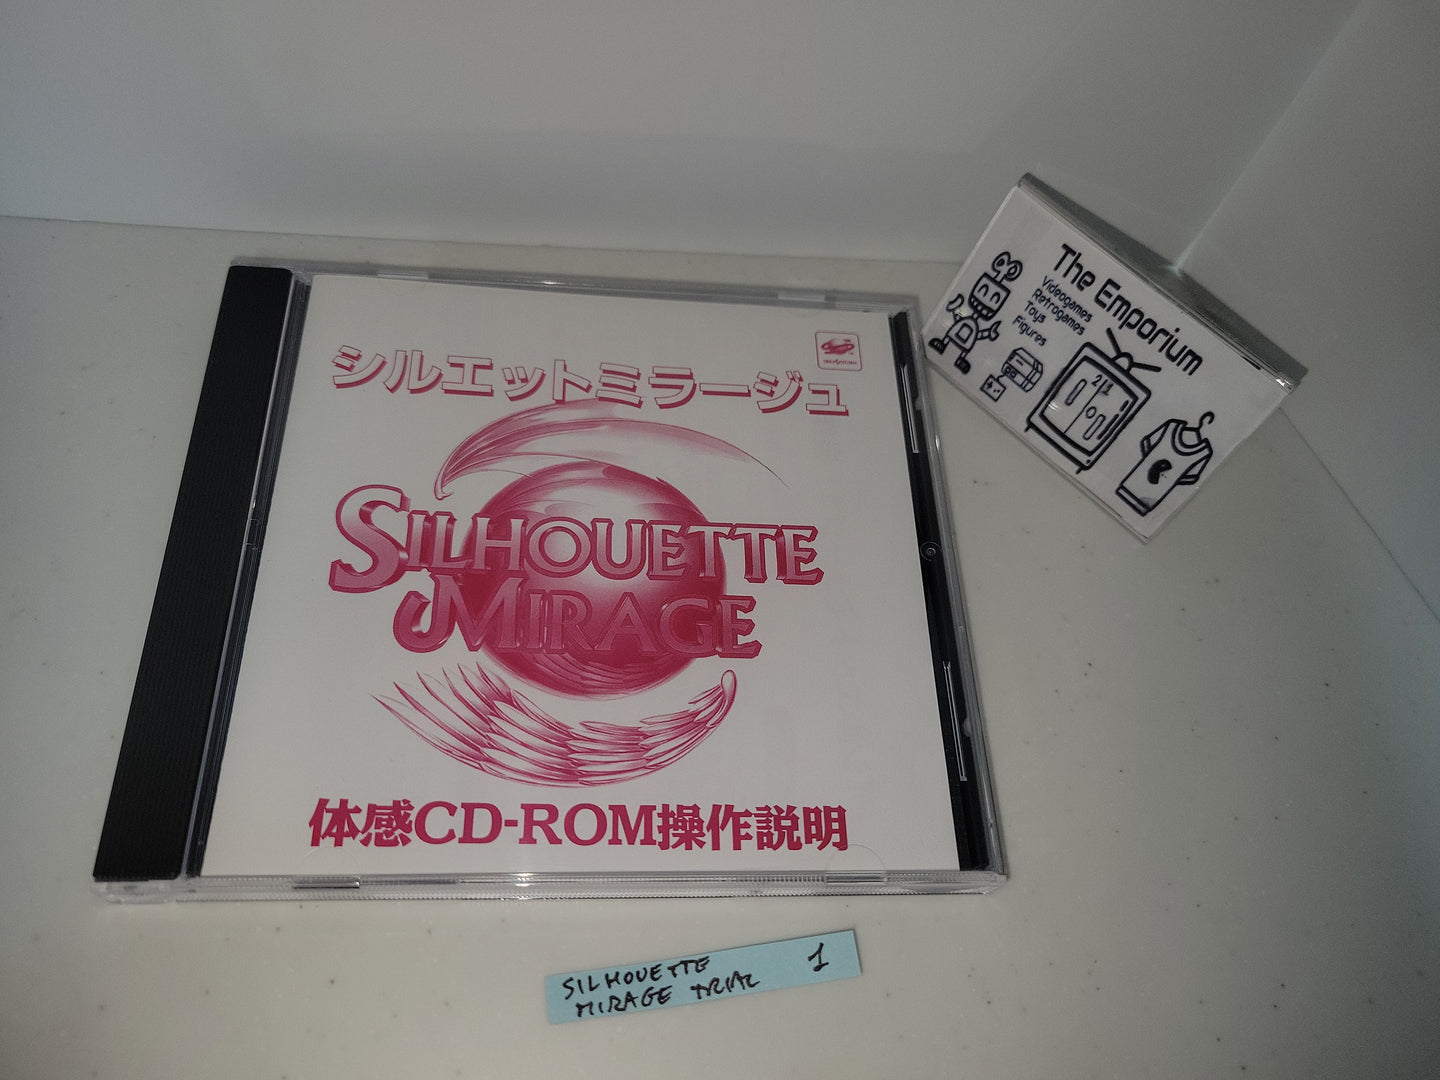 シルエットミラージュ
SILHOUETTE
MIRAGE
体感CD-ROM操作説明
The Emporium
Videogames
Retrogames
Toys
Figures
21
SILHOUETTE
MIRAGE TRIAL
1